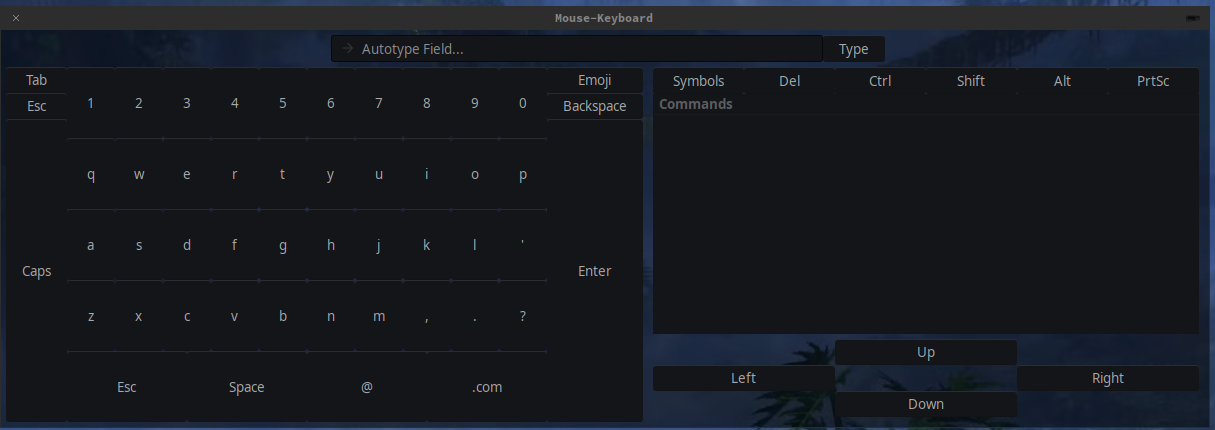 Mouse-Keyboard
Autotype Field...
Type
Tab
Esc
Caps
1 2 3 4 5 6 7 8 9 0
q w e r t y u i o p
a s d f g h j k l '
z x c v b n m , . ?
Esc Space @ .com
Emoji
Backspace
Enter
Symbols Del Ctrl Shift Alt PrtSc
Commands
Up
Left Right
Down